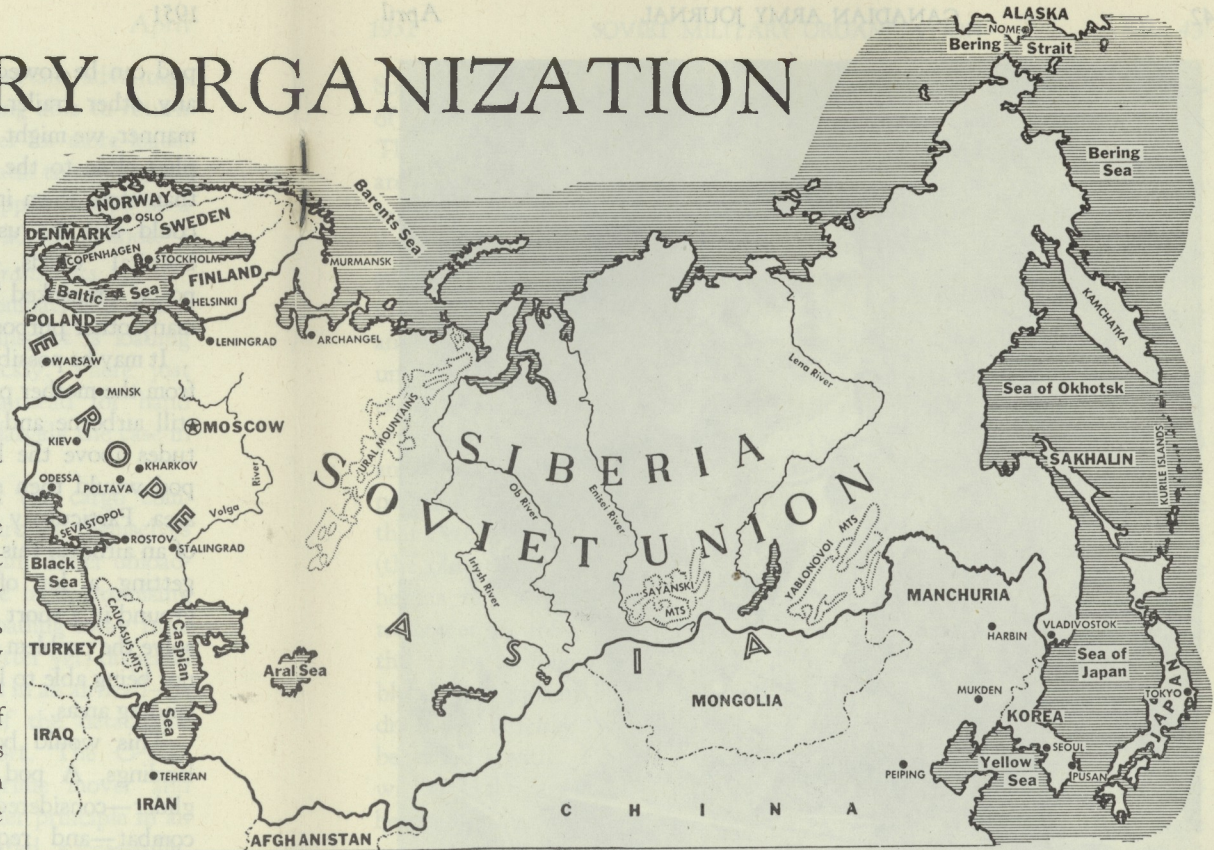 RY ORGANIZATION
ALASKA
NOME
Bering Strait
Bering Sea
Barents Sea
NORWAY
OSLO
SWEDEN
DENMARK
COPENHAGEN
STOCKHOLM
FINLAND
MURMANSK
Baltic Sea
HELSINKI
POLAND
LENINGRAD
ARCHANGEL
WARSAW
MINSK
EUROPE
MOSCOW
KIEV
KHARKOV
ODESSA
POLTAVA
Volga River
SEVASTOPOL
ROSTOV
STALINGRAD
Black Sea
URAL MOUNTAINS
SIBERIA
SOVIET UNION
Ob River
Enisei River
Lena River
Irtysh River
KAMCHATKA
Sea of Okhotsk
SAKHALIN
KURILE ISLANDS
SAYANSKI MTS
YABLONOVOI MTS
CAUCASUS MTS
Caspian Sea
Aral Sea
TURKEY
ASIA
MANCHURIA
HARBIN
VLADIVOSTOK
Sea of Japan
MONGOLIA
MUKDEN
KOREA
TOKYO
JAPAN
SEOUL
PUSAN
Yellow Sea
PEIPING
IRAQ
TEHERAN
IRAN
AFGHANISTAN
CHINA
CANADIAN ARMY JOURNAL
April
1951